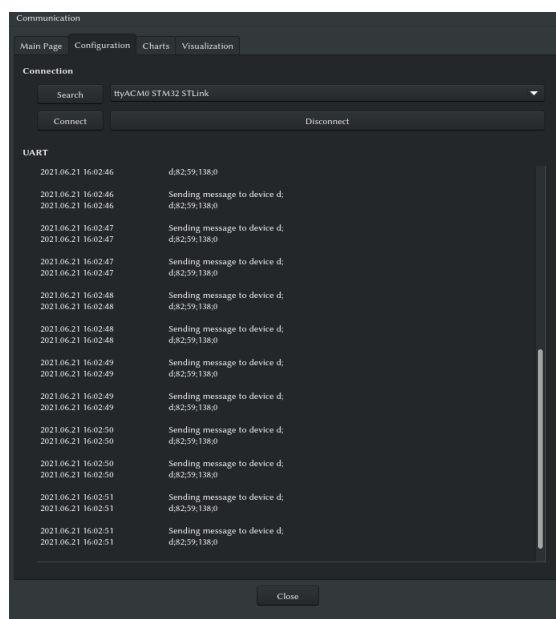 Communication
Main Page Configuration Charts Visualization
Connection
Search ttyACM0 STM32 STLink
Connect Disconnect
UART
2021.06.21 16:02:46 d;82;59;138;0
2021.06.21 16:02:46 Sending message to device d;
2021.06.21 16:02:46 d;82;59;138;0
2021.06.21 16:02:47 Sending message to device d;
2021.06.21 16:02:47 d;82;59;138;0
2021.06.21 16:02:47 Sending message to device d;
2021.06.21 16:02:47 d;82;59;138;0
2021.06.21 16:02:48 Sending message to device d;
2021.06.21 16:02:48 d;82;59;138;0
2021.06.21 16:02:48 Sending message to device d;
2021.06.21 16:02:48 d;82;59;138;0
2021.06.21 16:02:49 Sending message to device d;
2021.06.21 16:02:49 d;82;59;138;0
2021.06.21 16:02:49 Sending message to device d;
2021.06.21 16:02:49 d;82;59;138;0
2021.06.21 16:02:50 Sending message to device d;
2021.06.21 16:02:50 d;82;59;138;0
2021.06.21 16:02:50 Sending message to device d;
2021.06.21 16:02:50 d;82;59;138;0
2021.06.21 16:02:51 Sending message to device d;
2021.06.21 16:02:51 d;82;59;138;0
2021.06.21 16:02:51 Sending message to device d;
2021.06.21 16:02:51 d;82;59;138;0
Close